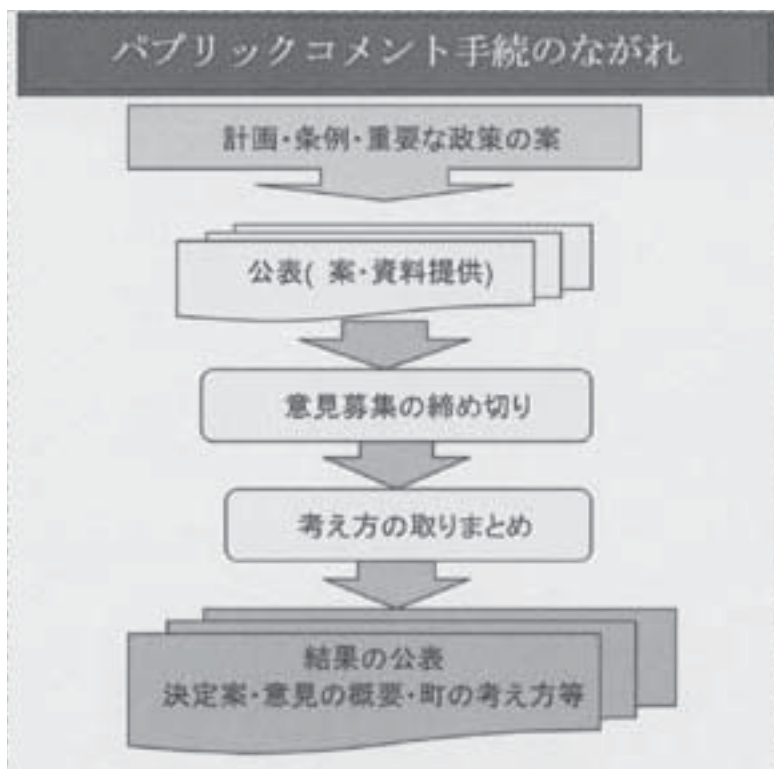 パブリックコメント手続のながれ
計画・条例・重要な政策の案
公表( 案・資料提供)
意見募集の締め切り
考え方の取りまとめ
結果の公表
決定案・意見の概要・町の考え方等